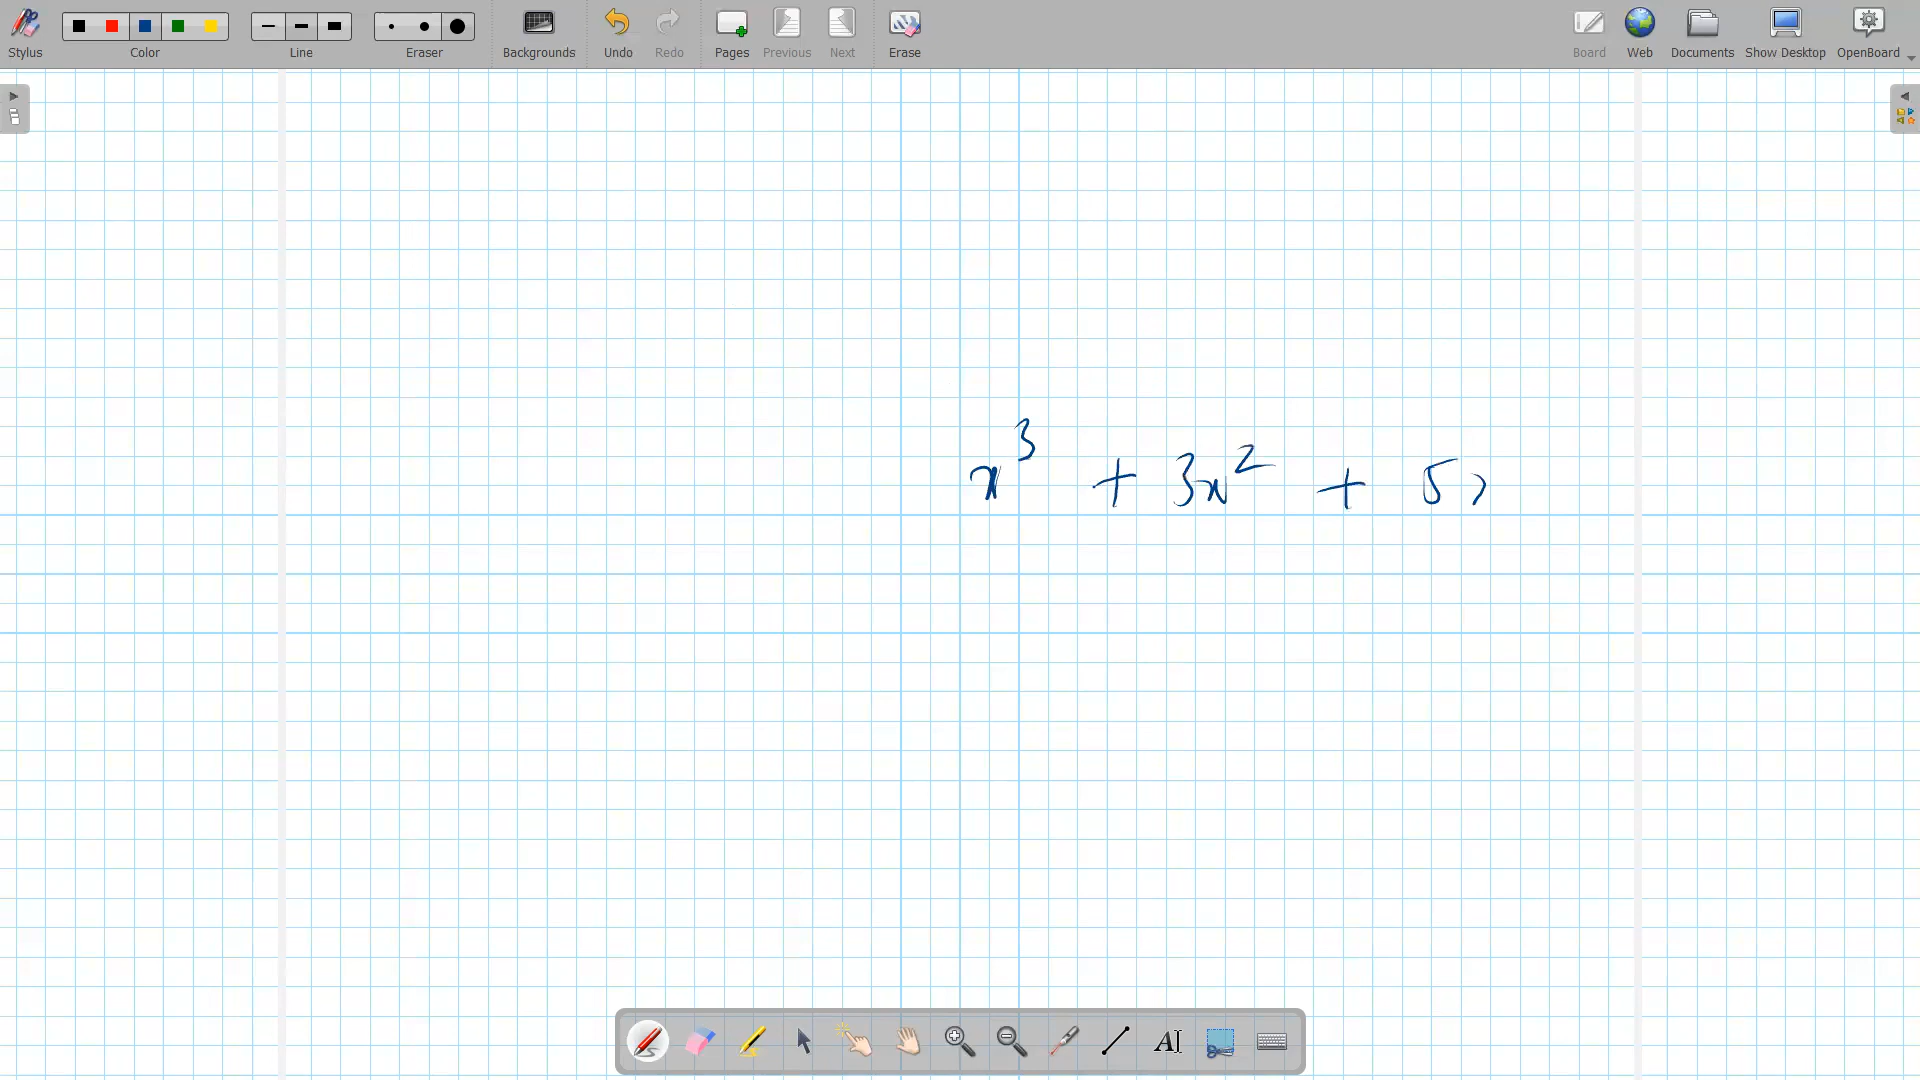 Stylus Color Line Eraser Backgrounds Undo Redo Pages Previous Next Erase Board Web Documents Show Desktop OpenBoard
x³ + 3x² + 5